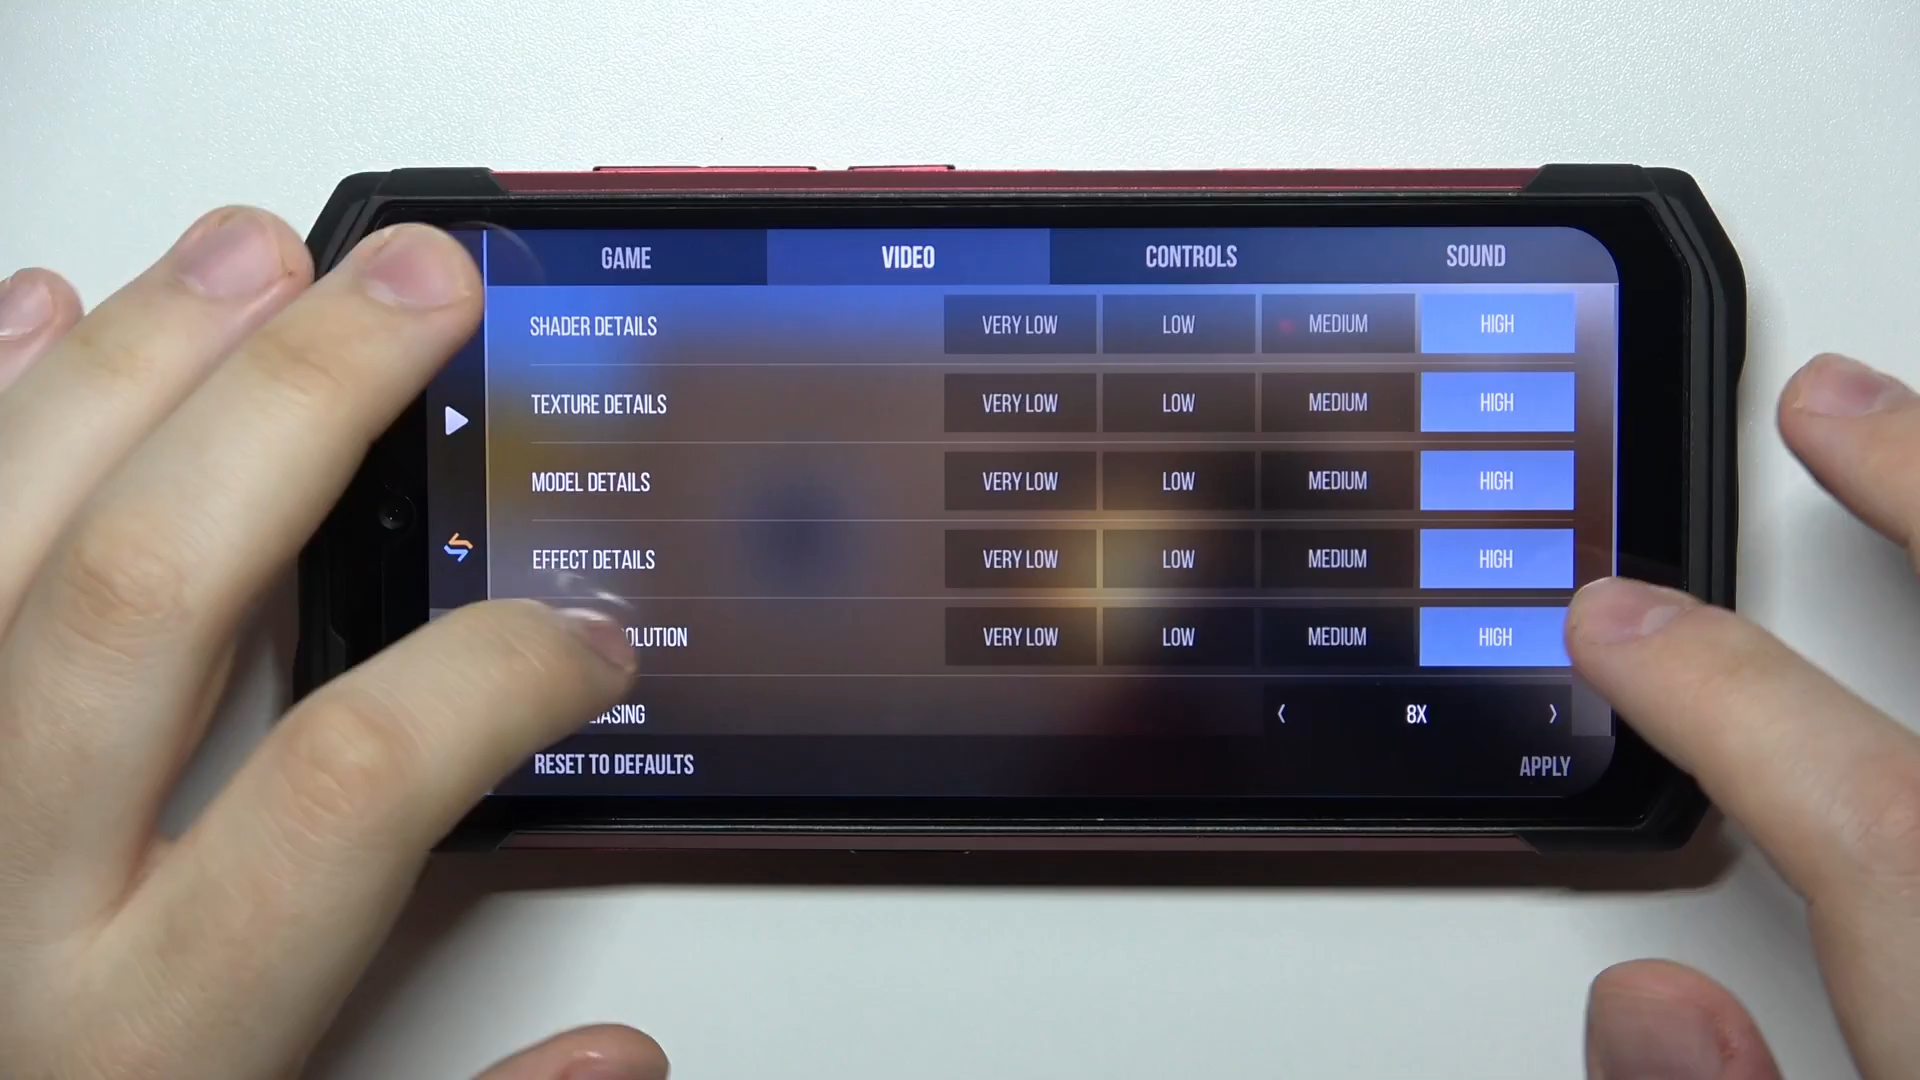 GAME VIDEO CONTROLS SOUND
SHADER DETAILS VERY LOW LOW MEDIUM HIGH
TEXTURE DETAILS VERY LOW LOW MEDIUM HIGH
MODEL DETAILS VERY LOW LOW MEDIUM HIGH
EFFECT DETAILS VERY LOW LOW MEDIUM HIGH
VERY LOW LOW MEDIUM HIGH
8X
RESET TO DEFAULTS APPLY